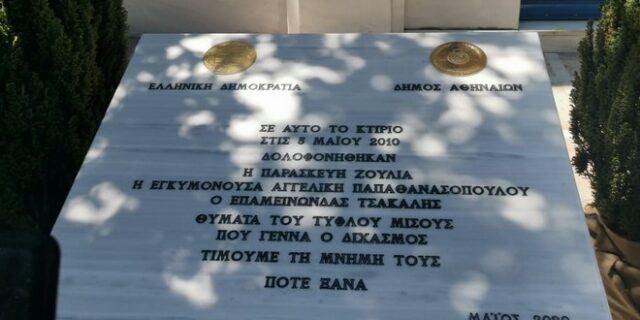 ΕΛΛΗΝΙΚΗ ΔΗΜΟΚΡΑΤΙΑ
ΔΗΜΟΣ ΑΘΗΝΑΙΩΝ
ΣΕ ΑΥΤΟ ΤΟ ΚΤΙΡΙΟ
ΣΤΙΣ 5 ΜΑΪΟΥ 2010
ΔΟΛΟΦΟΝΗΘΗΚΑΝ
Η ΠΑΡΑΣΚΕΥΗ ΖΟΥΛΙΑ
Η ΕΓΚΥΜΟΝΟΥΣΑ ΑΓΓΕΛΙΚΗ ΠΑΠΑΘΑΝΑΣΟΠΟΥΛΟΥ
Ο ΕΠΑΜΕΙΝΩΝΔΑΣ ΤΣΑΚΑΛΗΣ
ΘΥΜΑΤΑ ΤΟΥ ΤΥΦΛΟΥ ΜΙΣΟΥΣ
ΠΟΥ ΓΕΝΝΑ Ο ΔΙΧΑΣΜΟΣ
ΤΙΜΟΥΜΕ ΤΗ ΜΝΗΜΗ ΤΟΥΣ
ΠΟΤΕ ΞΑΝΑ
ΜΑΪΟΣ 2020